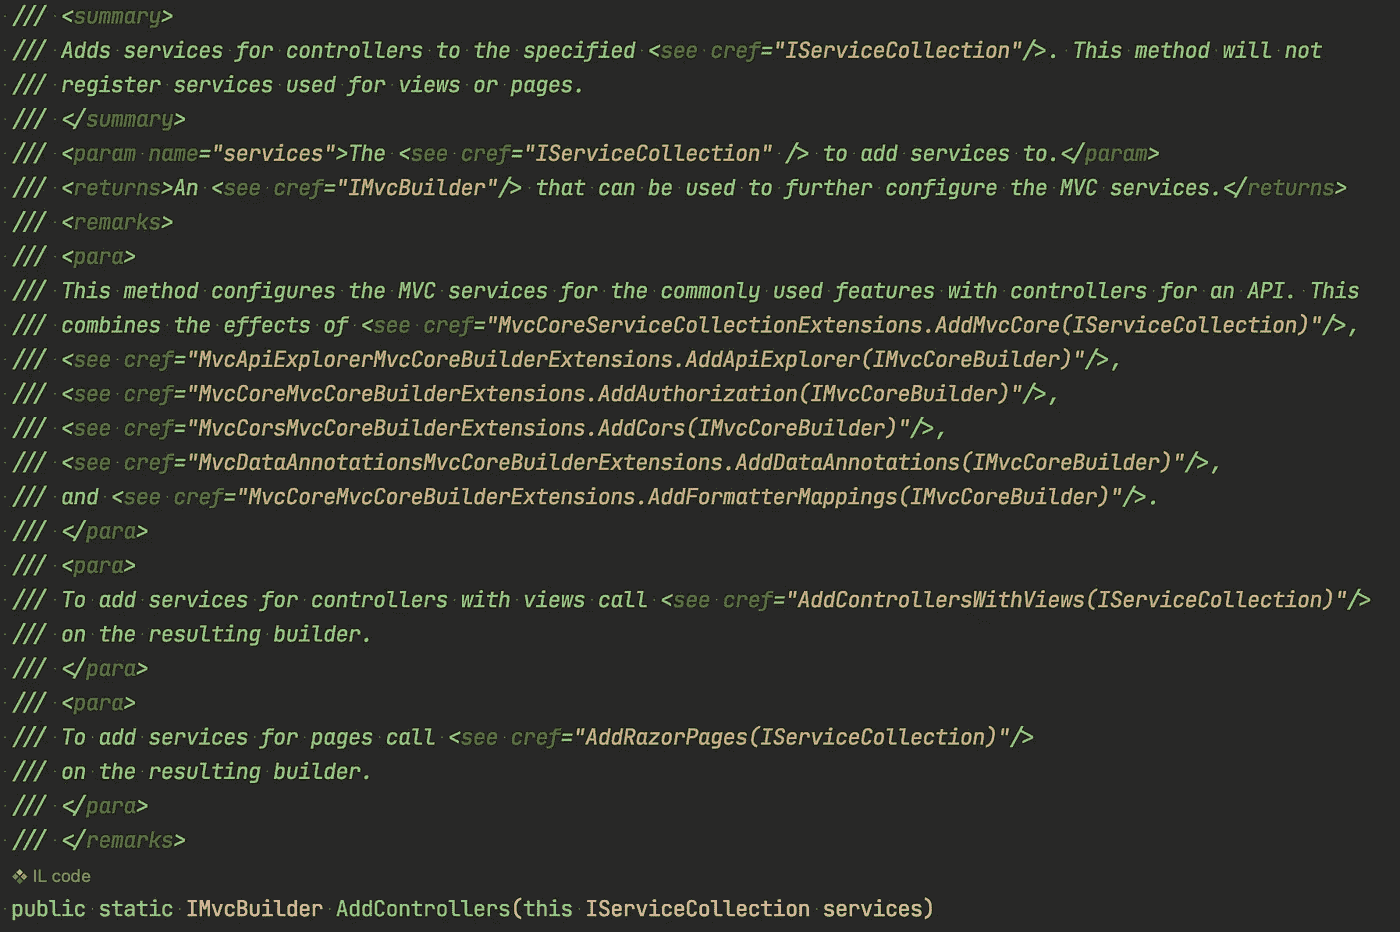 /// <summary>
/// Adds services for controllers to the specified <see cref="IServiceCollection"/>. This method will not
/// register services used for views or pages.
/// </summary>
/// <param name="services">The <see cref="IServiceCollection" /> to add services to.</param>
/// <returns>An <see cref="IMvcBuilder"/> that can be used to further configure the MVC services.</returns>
/// <remarks>
/// <para>
/// This method configures the MVC services for the commonly used features with controllers for an API. This
/// combines the effects of <see cref="MvcCoreServiceCollectionExtensions.AddMvcCore(IServiceCollection)"/>,
/// <see cref="MvcApiExplorerMvcCoreBuilderExtensions.AddApiExplorer(IMvcCoreBuilder)"/>,
/// <see cref="MvcCoreMvcCoreBuilderExtensions.AddAuthorization(IMvcCoreBuilder)"/>,
/// <see cref="MvcCorsMvcCoreBuilderExtensions.AddCors(IMvcCoreBuilder)"/>,
/// <see cref="MvcDataAnnotationsMvcCoreBuilderExtensions.AddDataAnnotations(IMvcCoreBuilder)"/>,
/// and <see cref="MvcCoreMvcCoreBuilderExtensions.AddFormatterMappings(IMvcCoreBuilder)"/>.
/// </para>
/// <para>
/// To add services for controllers with views call <see cref="AddControllersWithViews(IServiceCollection)"/>
/// on the resulting builder.
/// </para>
/// <para>
/// To add services for pages call <see cref="AddRazorPages(IServiceCollection)"/>
/// on the resulting builder.
/// </para>
/// </remarks>
IL code
public static IMvcBuilder AddControllers(this IServiceCollection services)